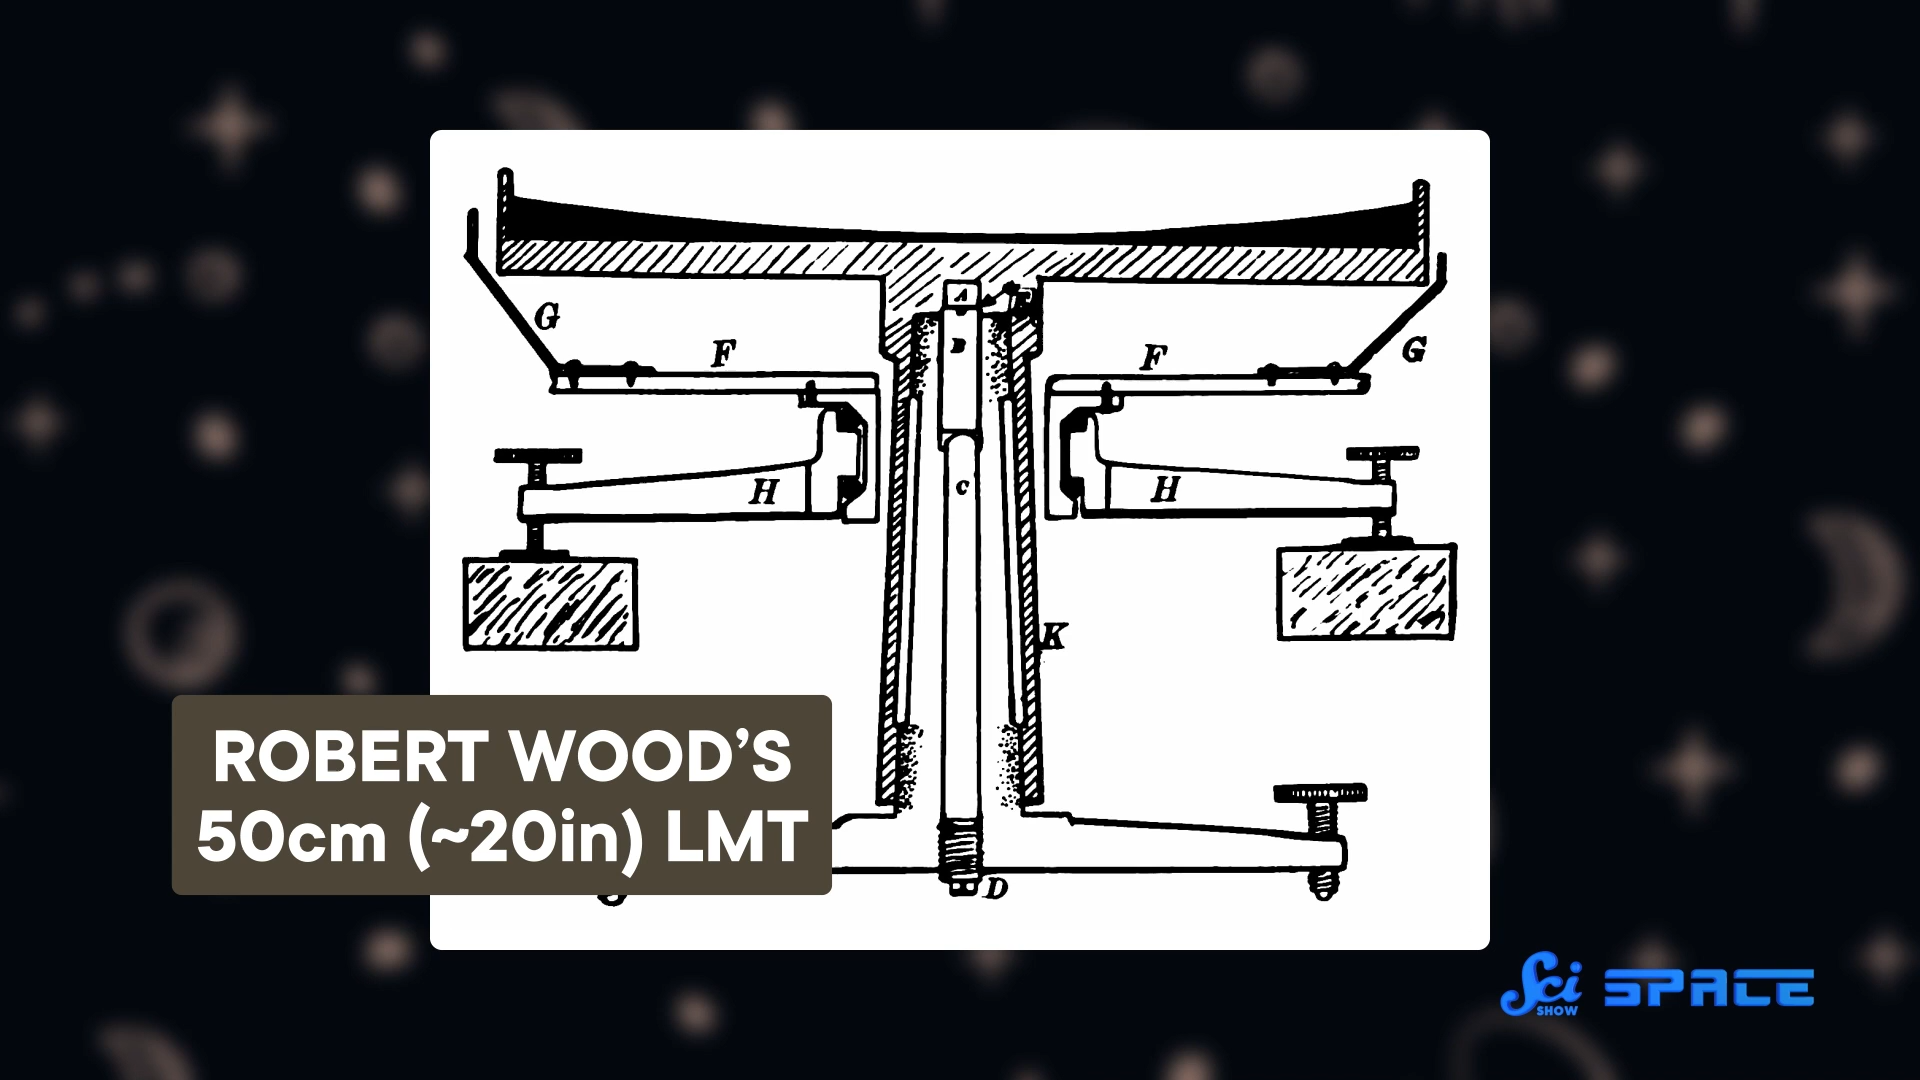 A
B
G
F
F
G
C
H
H
K
ROBERT WOOD'S
50cm (~20in) LMT
D
Sci
SHOW
SPACE